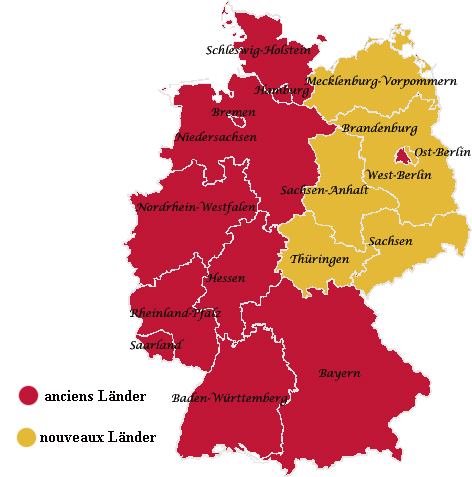 Schleswig-Holstein
Mecklenburg-Vorpommern
Hamburg
Bremen
Brandenburg
Niedersachsen
Ost-Berlin
West-Berlin
Sachsen-Anhalt
Nordrhein-Westfalen
Sachsen
Thüringen
Hessen
Rheinland-Pfalz
Saarland
Bayern
anciens Länder
Baden-Württemberg
nouveaux Länder